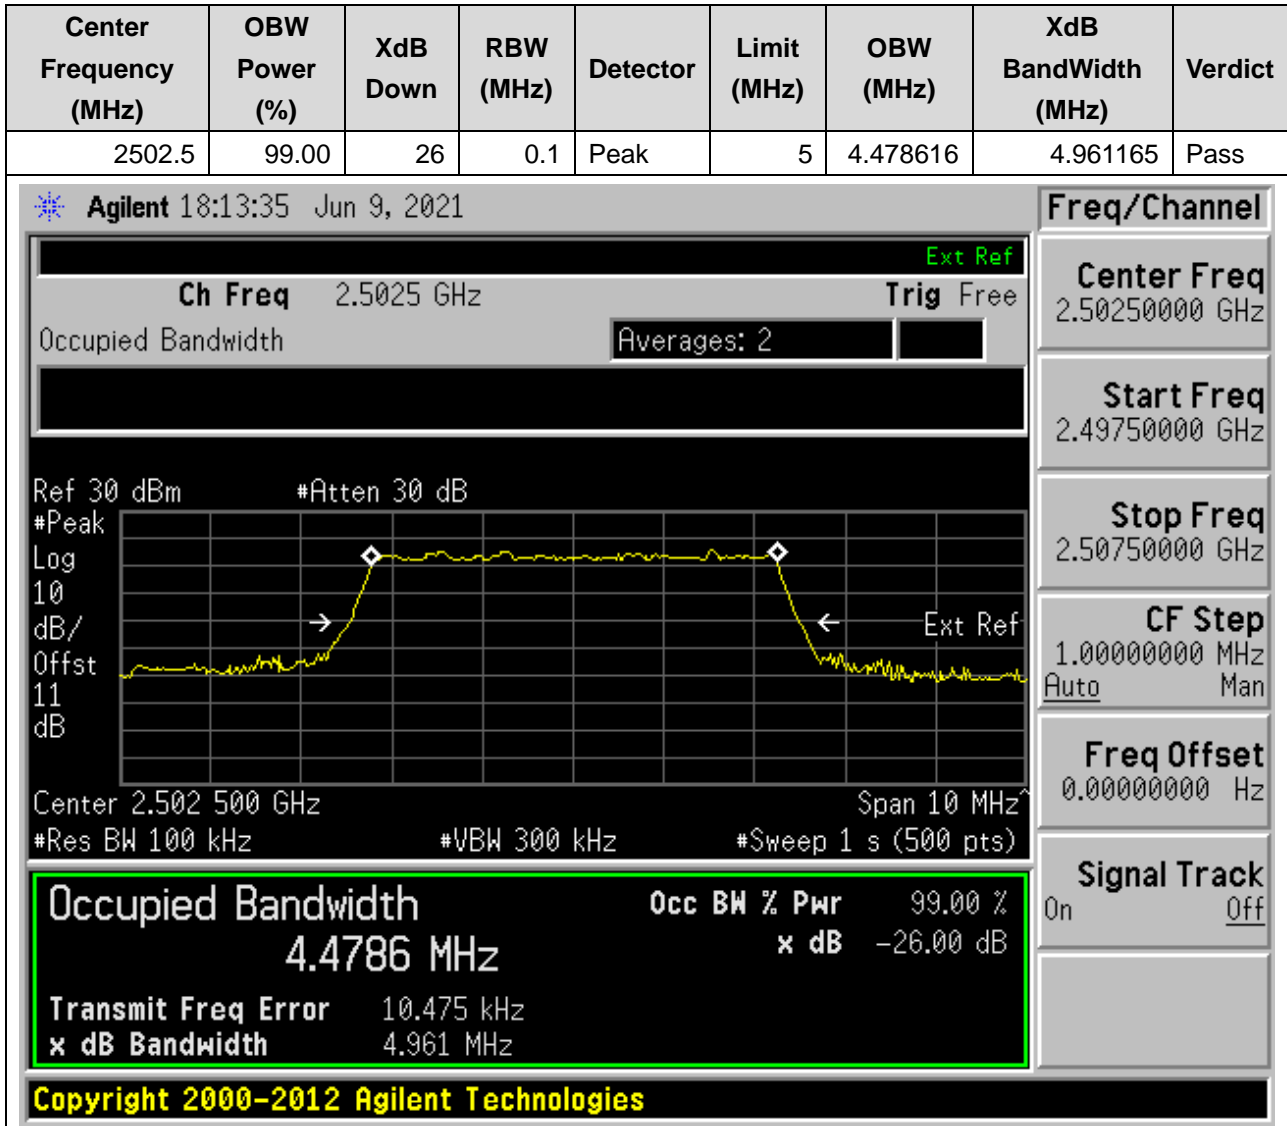 Center Frequency (MHz) OBW Power (%) XdB Down RBW (MHz) Detector Limit (MHz) OBW (MHz) XdB BandWidth (MHz) Verdict
2502.5 99.00 26 0.1 Peak 5 4.478616 4.961165 Pass
Agilent 18:13:35 Jun 9, 2021
Freq/Channel
Ext Ref
Ch Freq 2.5025 GHz Trig Free
Occupied Bandwidth Averages: 2
Center Freq
2.50250000 GHz
Start Freq
2.49750000 GHz
Stop Freq
2.50750000 GHz
CF Step
1.00000000 MHz
Auto Man
Freq Offset
0.00000000 Hz
Signal Track
On Off
Ref 30 dBm #Atten 30 dB
#Peak
Log
10
dB/
Offst
11
dB
Ext Ref
Center 2.502 500 GHz Span 10 MHz^
#Res BW 100 kHz #VBW 300 kHz #Sweep 1 s (500 pts)
Occupied Bandwidth Occ BW % Pwr 99.00 %
4.4786 MHz x dB -26.00 dB
Transmit Freq Error 10.475 kHz
x dB Bandwidth 4.961 MHz
Copyright 2000-2012 Agilent Technologies